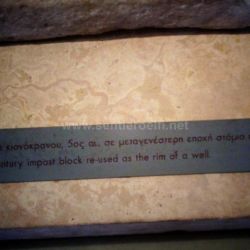 κιονόκρανου, 5ος αι., σε μεταγενέστερη εποχή στόμιο
www.senderoem.net
century impost block re-used as the rim of a well.